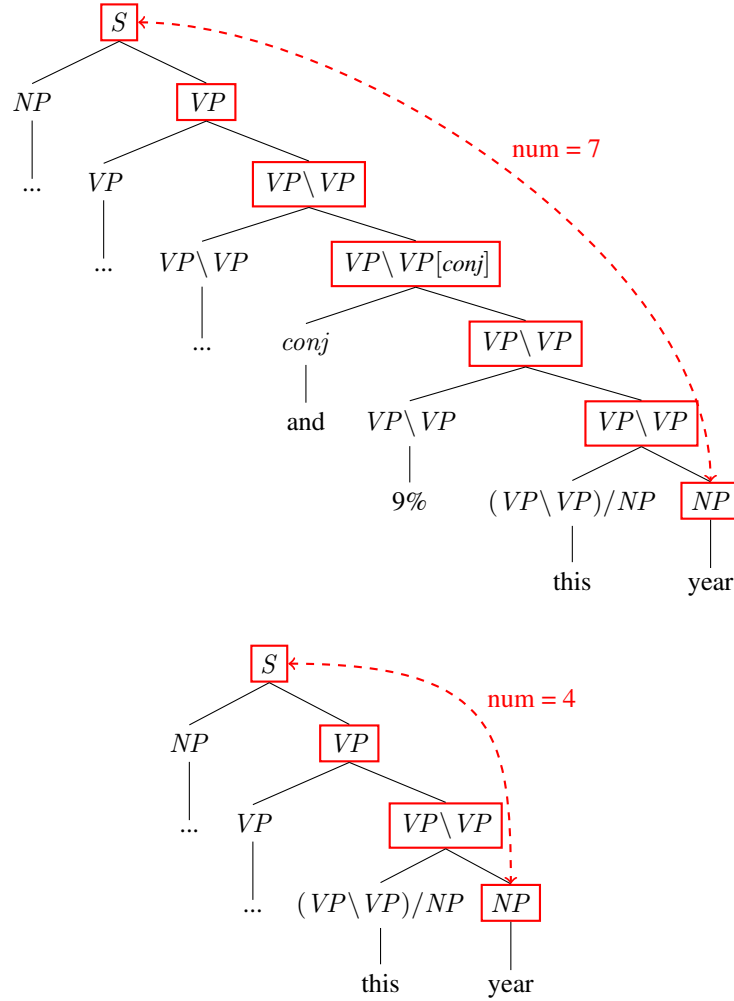 S
num = 7
NP VP
... VP VP\VP
... VP\VP VP\VP[conj]
... conj VP\VP
and VP\VP VP\VP
9% (VP\VP)/NP NP
this year
S
num = 4
NP VP
... VP VP\VP
... (VP\VP)/NP NP
this year